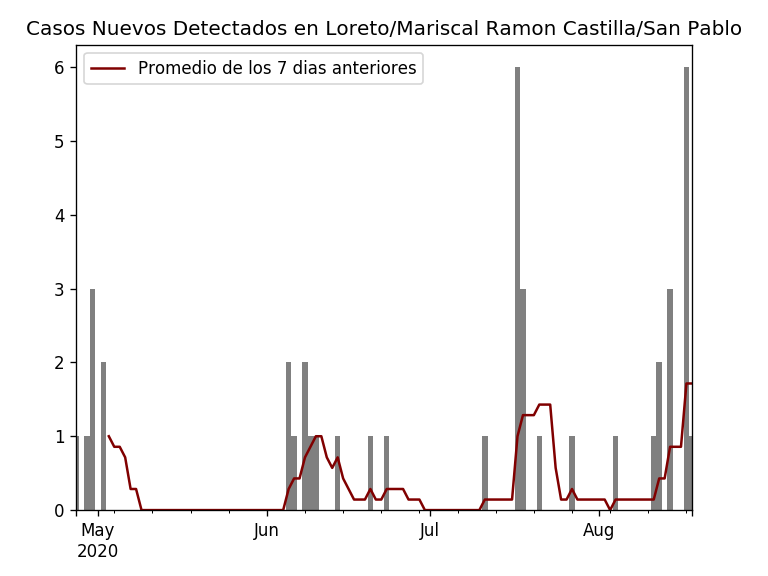 Casos Nuevos Detectados en Loreto/Mariscal Ramon Castilla/San Pablo
Promedio de los 7 dias anteriores
6
5
4
3
2
1
0
May Jun Jul Aug
2020